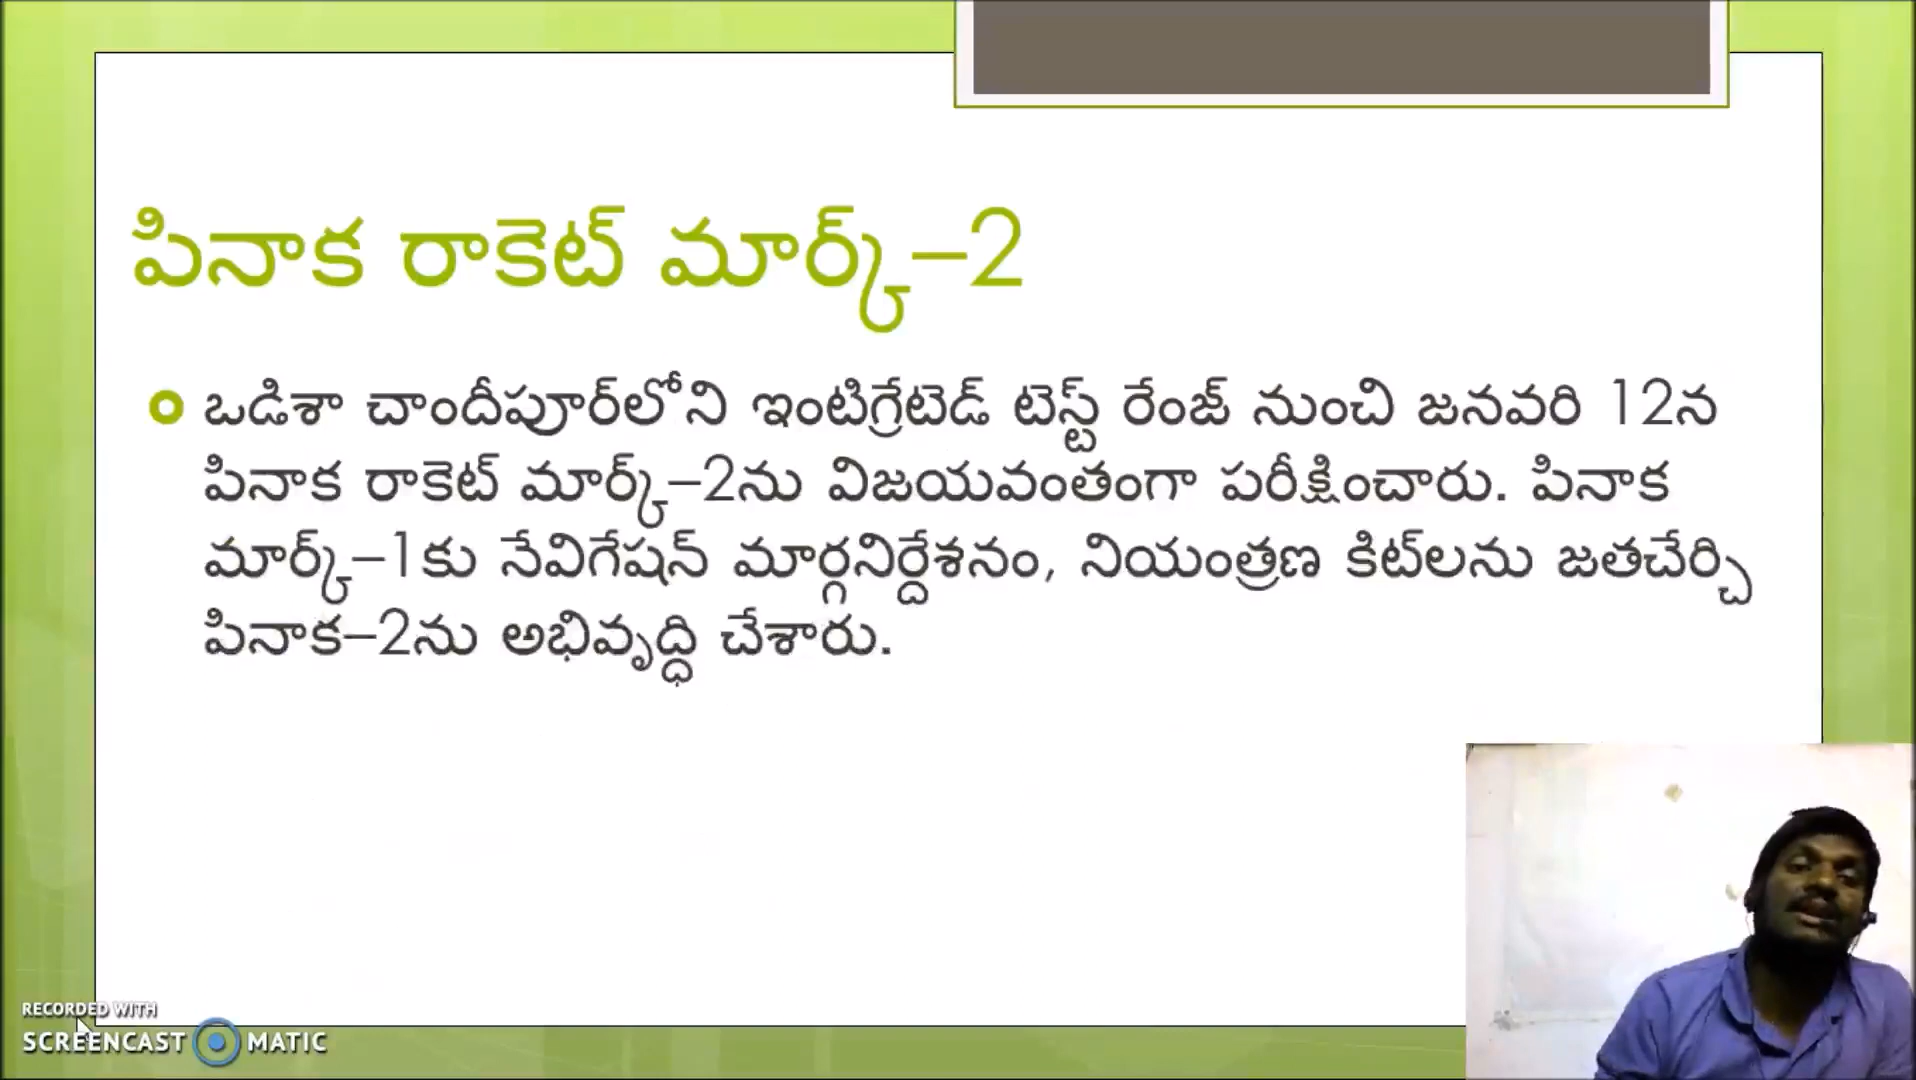 పినాక రాకెట్ మార్క్–2
ఒడిశా చాందీపూర్‌లోని ఇంటిగ్రేటెడ్ టెస్ట్ రేంజ్ నుంచి జనవరి 12న
పినాక రాకెట్ మార్క్–2ను విజయవంతంగా పరీక్షించారు. పినాక
మార్క్–1కు నేవిగేషన్ మార్గనిర్దేశనం, నియంత్రణ కిట్‌లను జతచేర్చి
పినాక–2ను అభివృద్ధి చేశారు.
RECORDED WITH
SCREENCAST MATIC